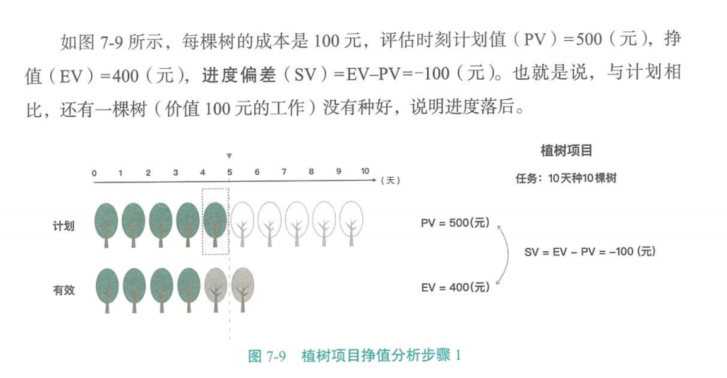 如图 7-9 所示，每棵树的成本是 100 元，评估时刻计划值（PV）=500（元），挣
值（EV）=400（元），进度偏差（SV）=EV–PV=–100（元）。也就是说，与计划相
比，还有一棵树（价值 100 元的工作）没有种好，说明进度落后。
植树项目
任务：10天种10棵树
0 1 2 3 4 5 6 7 8 9 10 （天）
计划
PV = 500(元)
SV = EV – PV = –100 (元)
有效
EV = 400(元)
图 7-9 植树项目挣值分析步骤 1